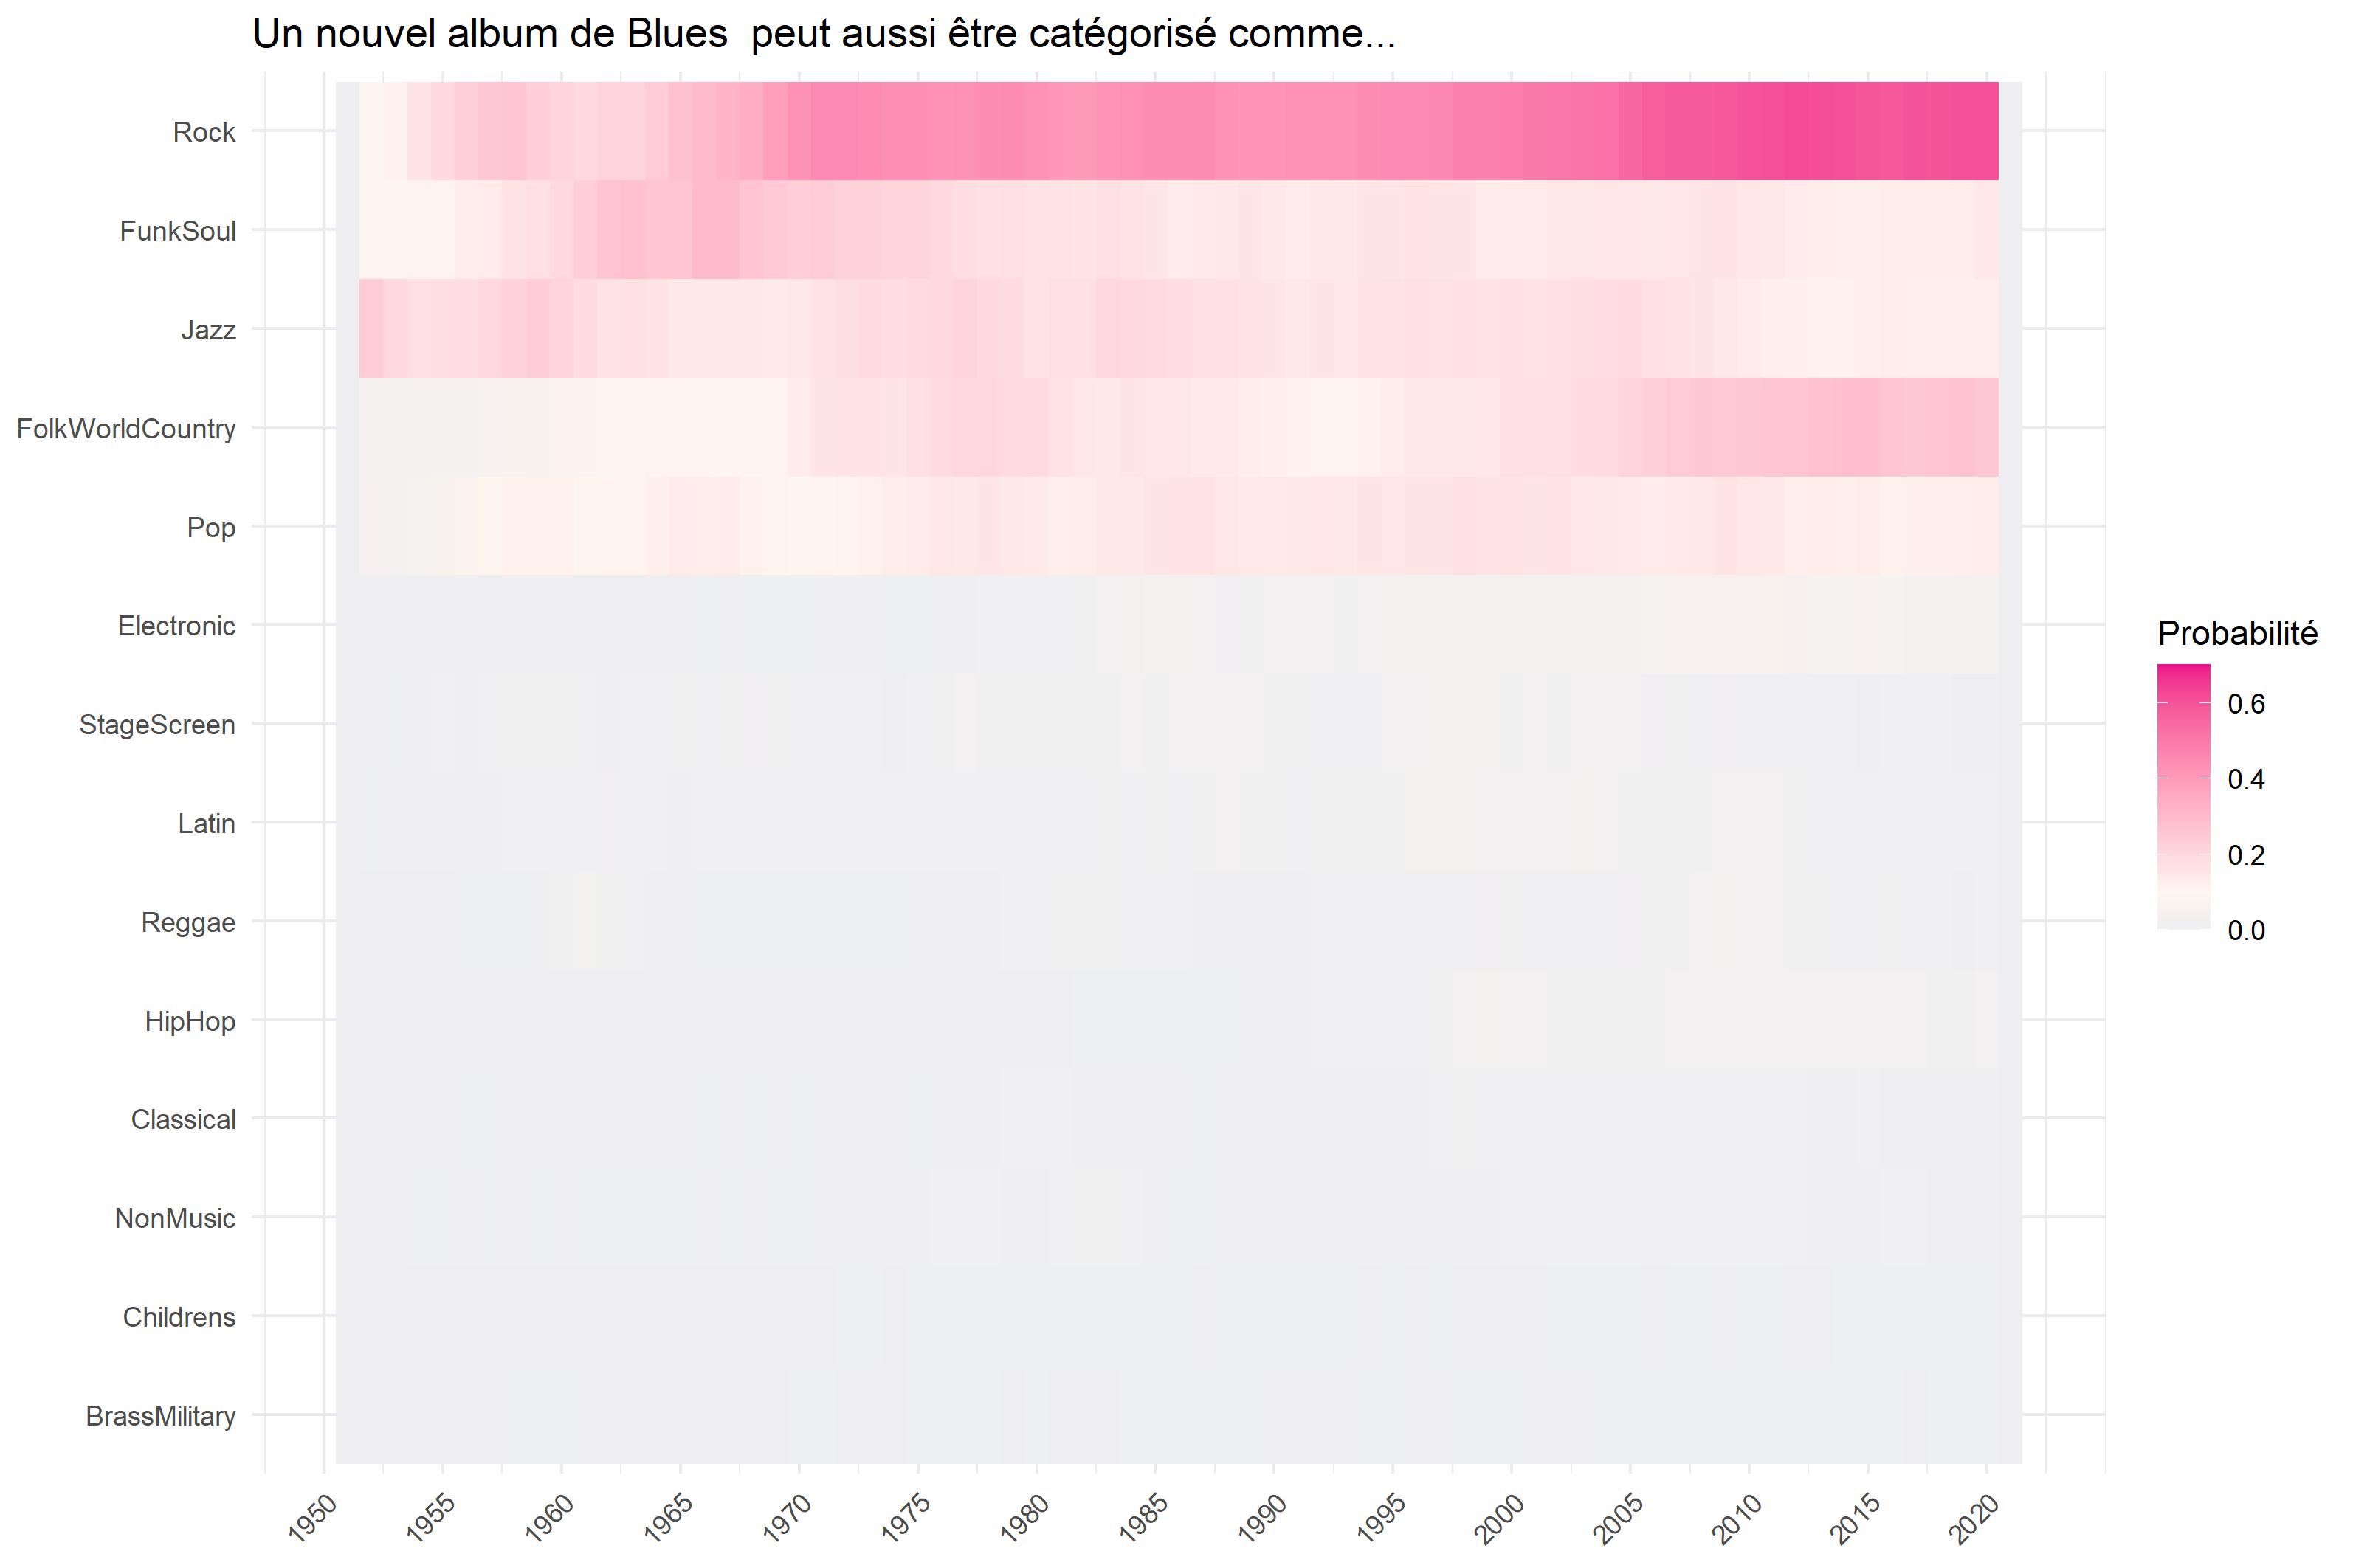 Un nouvel album de Blues  peut aussi être catégorisé comme...
Rock
FunkSoul
Jazz
FolkWorldCountry
Pop
Electronic
StageScreen
Latin
Reggae
HipHop
Classical
NonMusic
Childrens
BrassMilitary
1950 1955 1960 1965 1970 1975 1980 1985 1990 1995 2000 2005 2010 2015 2020
Probabilité
0.6
0.4
0.2
0.0